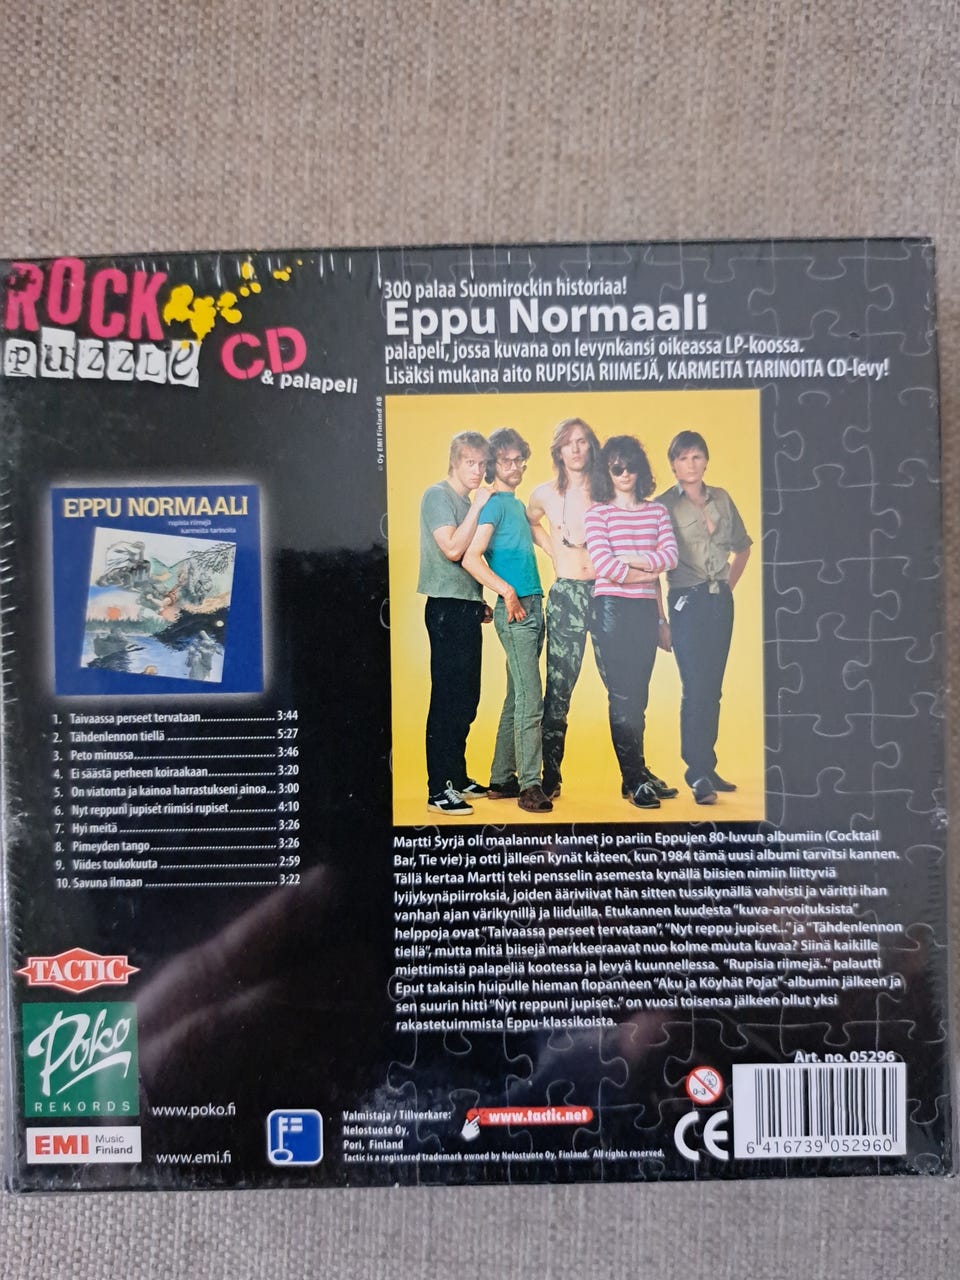 ROCK
puzzle
CD
& palapeli
300 palaa Suomirockin historiaa!
Eppu Normaali
palapeli, jossa kuvana on levynkansi oikeassa LP-koossa.
Lisäksi mukana aito RUPISIA RIIMEJÄ, KARMEITA TARINOITA CD-levy!
© Oy EMI Finland AB
EPPU NORMAALI
rupisia riimejä
karmeita tarinoita
1. Taivaassa perseet tervataan........................ 3:44
2. Tähdenlennon tiellä .................................... 5:27
3. Peto minussa............................................... 3:46
4. Ei säästä perheen koiraakaan...................... 3:20
5. On viatonta ja kainoa harrastukseni ainoa... 3:00
6. Nyt reppuni jupiset riimisi rupiset ............... 4:10
7. Hyi meitä .................................................... 3:26
8. Pimeyden tango.......................................... 3:26
9. Viides toukokuuta ....................................... 2:59
10. Savuna ilmaan ........................................... 3:22
Martti Syrjä oli maalannut kannet jo pariin Eppujen 80-luvun albumiin (Cocktail
Bar, Tie vie) ja otti jälleen kynät käteen, kun 1984 tämä uusi albumi tarvitsi kannen.
Tällä kertaa Martti teki pensselin asemesta kynällä biisien nimiin liittyviä
lyijykynäpiirroksia, joiden ääriviivat hän sitten tussikynällä vahvisti ja väritti ihan
vanhan ajan värikynillä ja liiduilla. Etukannen kuudesta "kuva-arvoituksista"
helppoja ovat "Taivaassa perseet tervataan", "Nyt reppu jupiset..." ja "Tähdenlennon
tiellä", mutta mitä biisejä markkeeraavat nuo kolme muuta kuvaa? Siinä kaikille
miettimistä palapeliä kootessa ja levyä kuunnellessa. "Rupisia riimejä.." palautti
Eput takaisin huipulle hieman flopanneen "Aku ja Köyhät Pojat"-albumin jälkeen ja
sen suurin hitti "Nyt reppuni jupiset.." on vuosi toisensa jälkeen ollut yksi
rakastetuimmista Eppu-klassikoista.
TACTIC
Poko
REKORDS
EMI Music
Finland
www.poko.fi
www.emi.fi
Valmistaja / Tillverkare:
Nelostuote Oy,
Pori, Finland
Tactic is a registered trademark owned by Nelostuote Oy, Finland. All rights reserved.
www.tactic.net
0-3
CE
Art. no. 05296
6 416739 052960